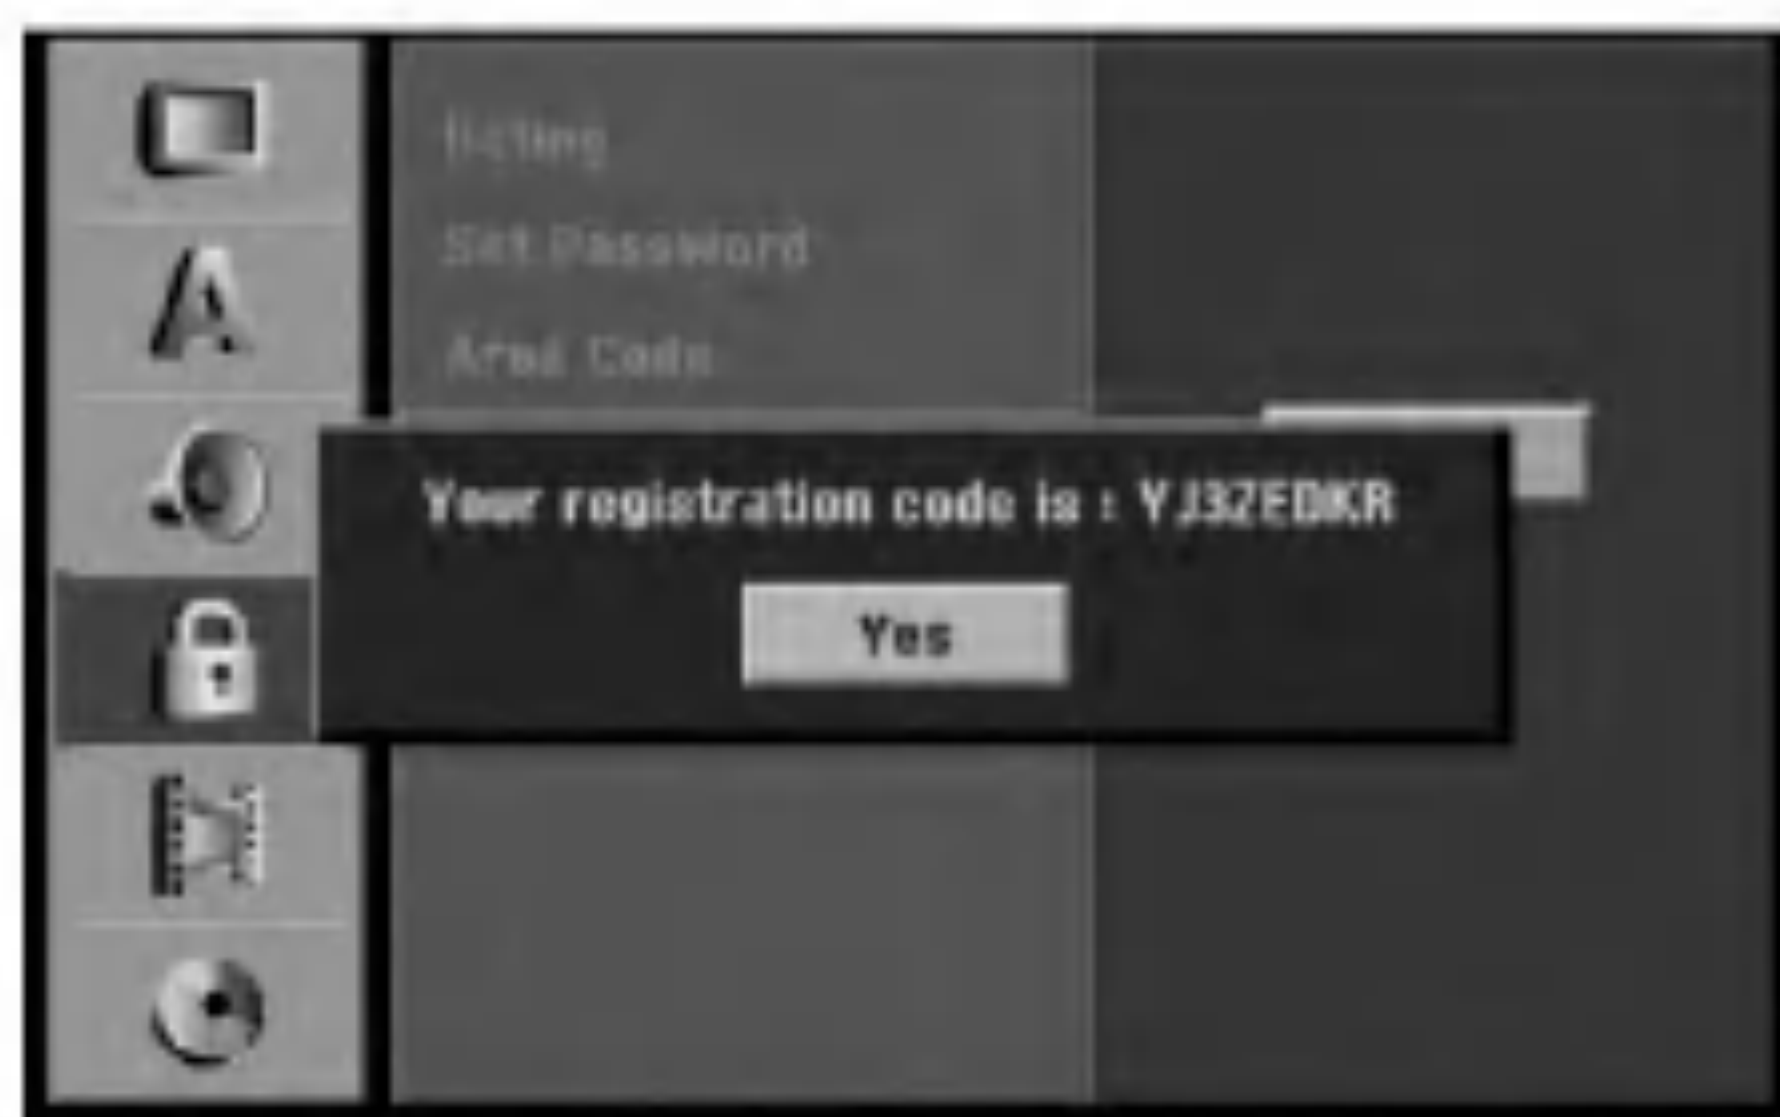 Rating
Set Password
Area Code
Your registration code is : YJ3ZEDKR
Yes